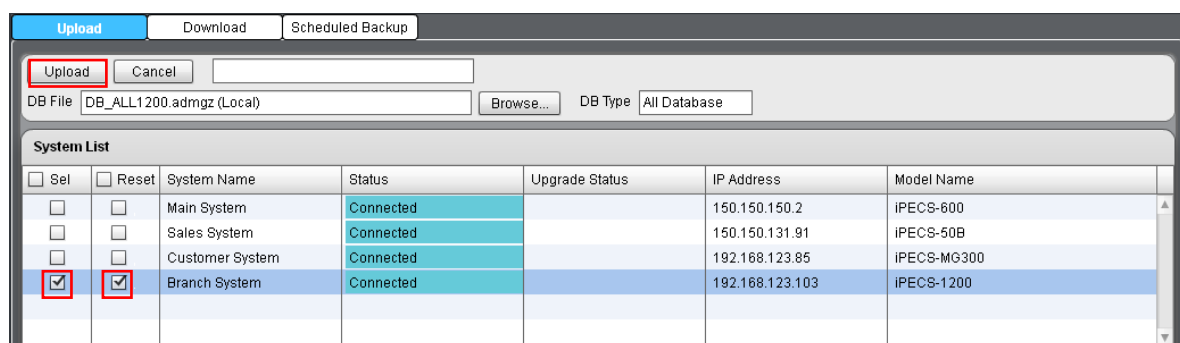 Upload Download Scheduled Backup
Upload Cancel
DB File DB_ALL1200.admgz (Local) Browse... DB Type All Database
System List
Sel Reset System Name Status Upgrade Status IP Address Model Name
Main System Connected 150.150.150.2 iPECS-600
Sales System Connected 150.150.131.91 iPECS-50B
Customer System Connected 192.168.123.85 iPECS-MG300
Branch System Connected 192.168.123.103 iPECS-1200